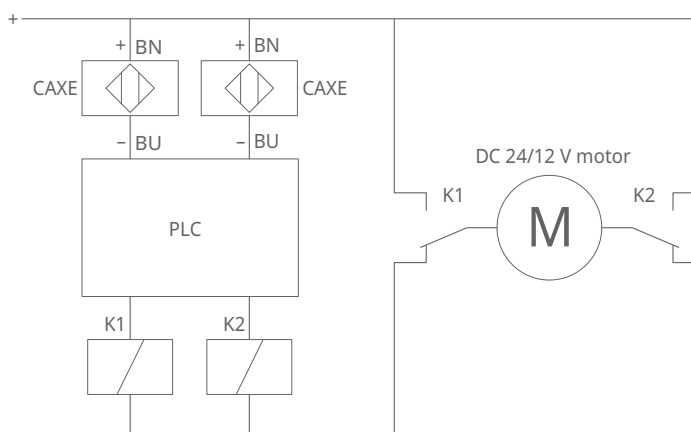 +
+ BN
+ BN
CAXE
CAXE
– BU
– BU
DC 24/12 V motor
K1
K2
M
PLC
K1
K2